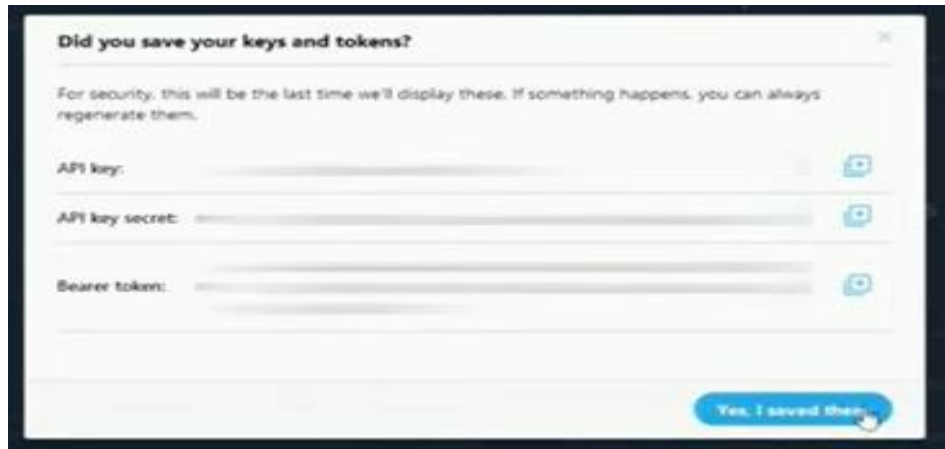 Did you save your keys and tokens?
For security, this will be the last time we'll display these. If something happens, you can always
regenerate them.
API key:
API key secret:
Bearer token:
Yes, I saved them